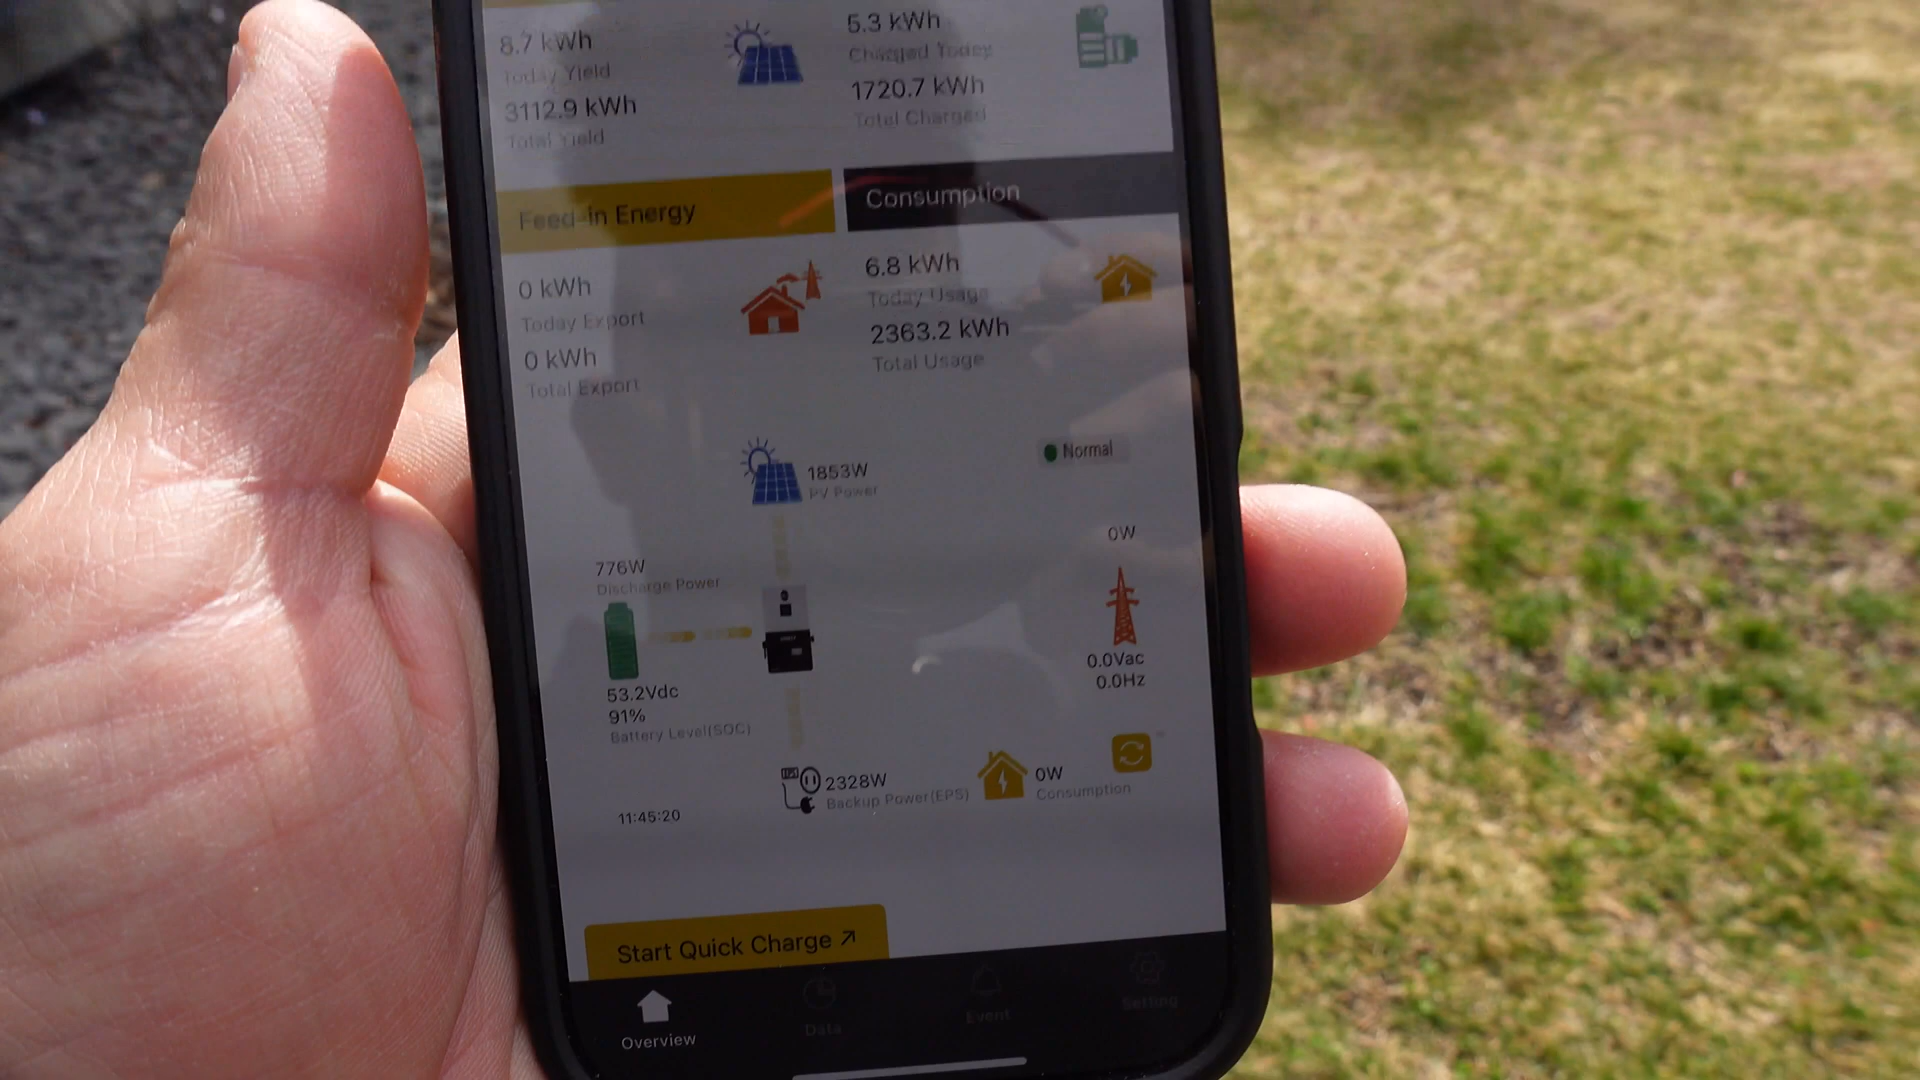 8.7 kWh
Today Yield
3112.9 kWh
Total Yield
5.3 kWh
Charged Today
1720.7 kWh
Total Charged
Feed-in Energy
0 kWh
Today Export
0 kWh
Total Export
Consumption
6.8 kWh
Today Usage
2363.2 kWh
Total Usage
1853W
PV Power
Normal
0W
776W
Discharge Power
0.0Vac
0.0Hz
53.2Vdc
91%
Battery Level(SOC)
2328W
Backup Power(EPS)
0W
Consumption
11:45:20
Start Quick Charge
Overview
Data
Event
Setting